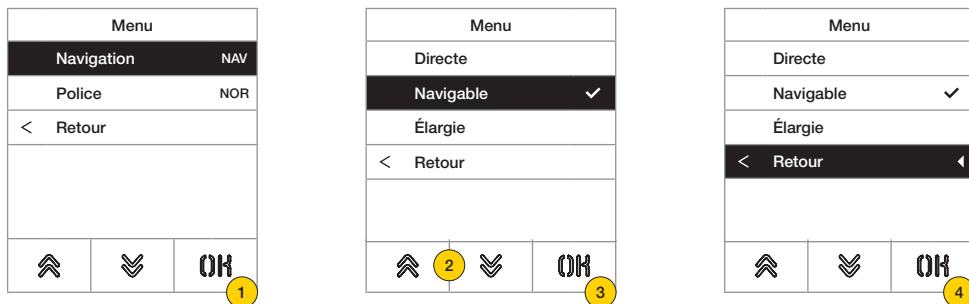 Menu
Navigation NAV
Police NOR
< Retour
OK
1
Menu
Directe
Navigable ✓
Élargie
< Retour
2
OK
3
Menu
Directe
Navigable ✓
Élargie
< Retour
OK
4